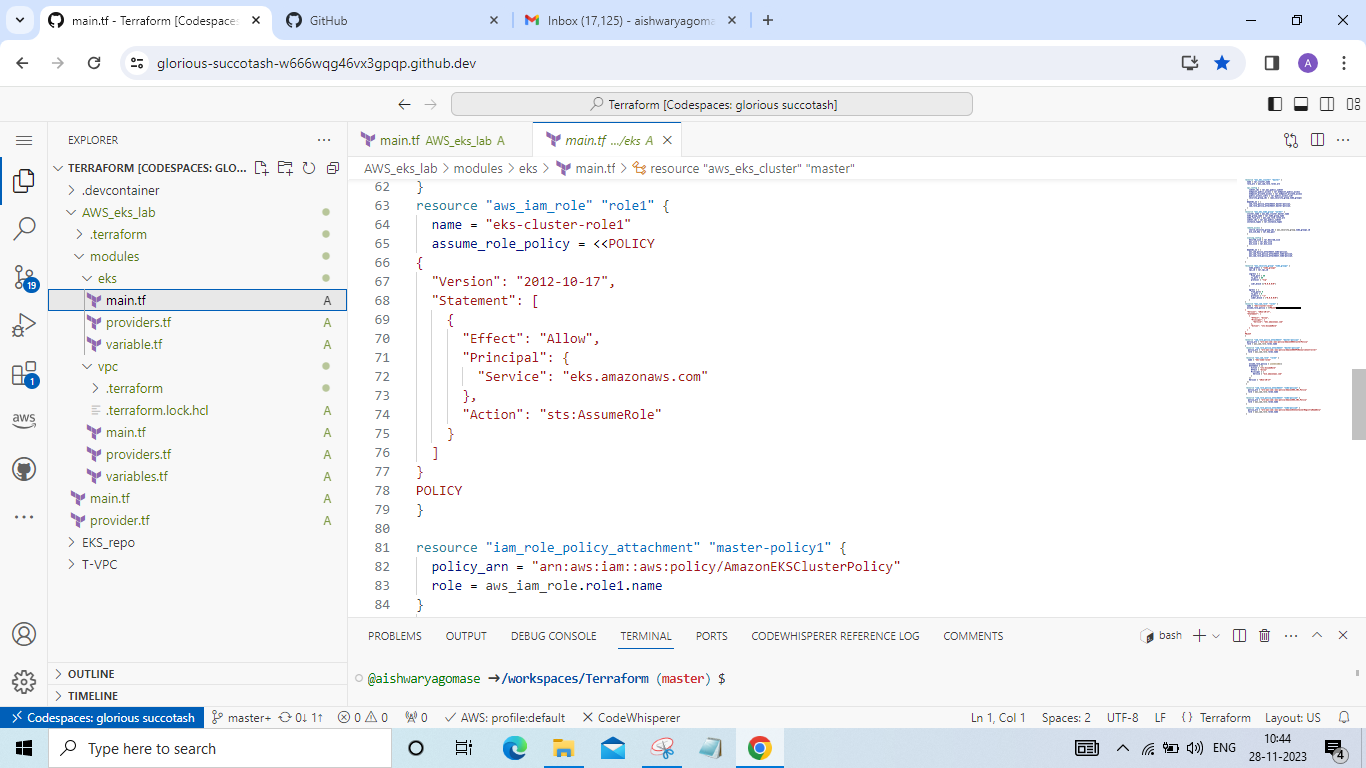 main.tf - Terraform [Codespaces
GitHub
Inbox (17,125) - aishwaryagoma
glorious-succotash-w666wqg46vx3gpqp.github.dev
A
Terraform [Codespaces: glorious succotash]
EXPLORER
TERRAFORM [CODESPACES: GLO...
.devcontainer
AWS_eks_lab
.terraform
modules
eks
main.tf A
providers.tf A
variable.tf A
vpc
.terraform
.terraform.lock.hcl A
main.tf A
providers.tf A
variables.tf A
main.tf A
provider.tf A
EKS_repo
T-VPC
OUTLINE
TIMELINE
19
1
aws
main.tf AWS_eks_lab A
main.tf .../eks A
AWS_eks_lab > modules > eks > main.tf > resource "aws_eks_cluster" "master"
62 }
63 resource "aws_iam_role" "role1" {
64 name = "eks-cluster-role1"
65 assume_role_policy = <<POLICY
66 {
67 "Version": "2012-10-17",
68 "Statement": [
69 {
70 "Effect": "Allow",
71 "Principal": {
72 "Service": "eks.amazonaws.com"
73 },
74 "Action": "sts:AssumeRole"
75 }
76 ]
77 }
78 POLICY
79 }
80
81 resource "iam_role_policy_attachment" "master-policy1" {
82 policy_arn = "arn:aws:iam::aws:policy/AmazonEKSClusterPolicy"
83 role = aws_iam_role.role1.name
84 }
PROBLEMS OUTPUT DEBUG CONSOLE TERMINAL PORTS CODEWHISPERER REFERENCE LOG COMMENTS
bash
@aishwaryagomase ➜/workspaces/Terraform (master) $
Codespaces: glorious succotash master+ 0↓ 1↑ 0 0 0 AWS: profile:default CodeWhisperer Ln 1, Col 1 Spaces: 2 UTF-8 LF {} Terraform Layout: US
Type here to search
ENG
10:44
28-11-2023
4